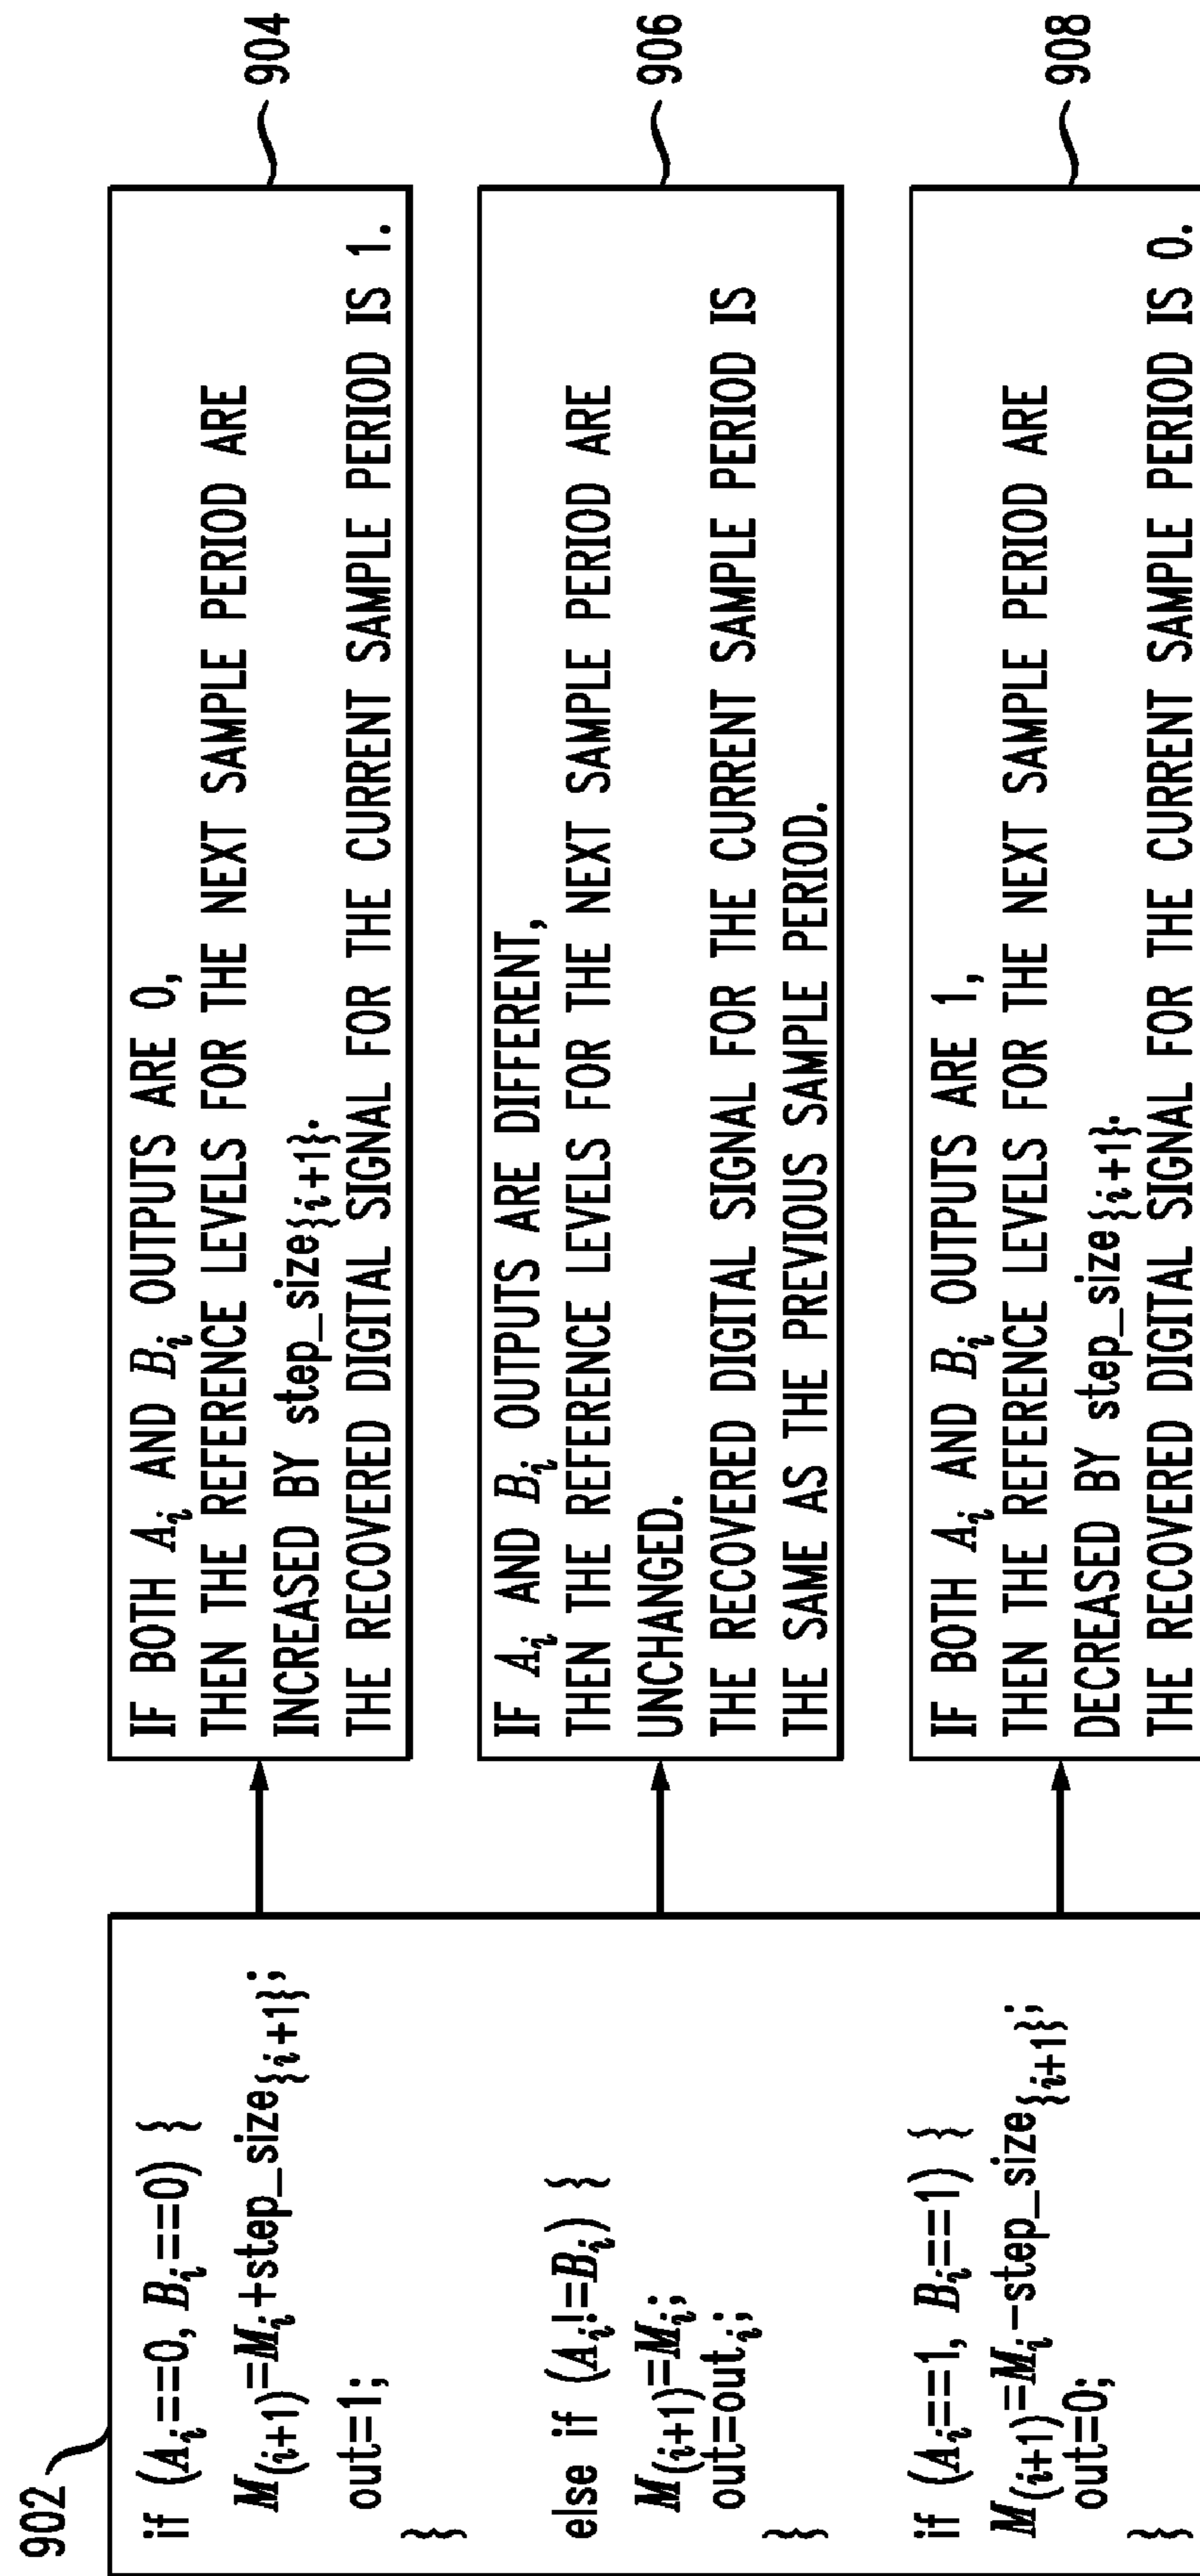 902
if (A_i==0, B_i==0) {
M_(i+1)=M_i+step_size_{i+1};
out=1;
}
else if (A_i!=B_i) {
M_(i+1)=M_i;
out=out_i;
}
if (A_i==1, B_i==1) {
M_(i+1)=M_i-step_size_{i+1};
out=0;
}
IF BOTH A_i AND B_i OUTPUTS ARE 0,
THEN THE REFERENCE LEVELS FOR THE NEXT SAMPLE PERIOD ARE
INCREASED BY step_size_{i+1}.
THE RECOVERED DIGITAL SIGNAL FOR THE CURRENT SAMPLE PERIOD IS 1.
904
IF A_i AND B_i OUTPUTS ARE DIFFERENT,
THEN THE REFERENCE LEVELS FOR THE NEXT SAMPLE PERIOD ARE
UNCHANGED.
THE RECOVERED DIGITAL SIGNAL FOR THE CURRENT SAMPLE PERIOD IS
THE SAME AS THE PREVIOUS SAMPLE PERIOD.
906
IF BOTH A_i AND B_i OUTPUTS ARE 1,
THEN THE REFERENCE LEVELS FOR THE NEXT SAMPLE PERIOD ARE
DECREASED BY step_size_{i+1}.
THE RECOVERED DIGITAL SIGNAL FOR THE CURRENT SAMPLE PERIOD IS 0.
908